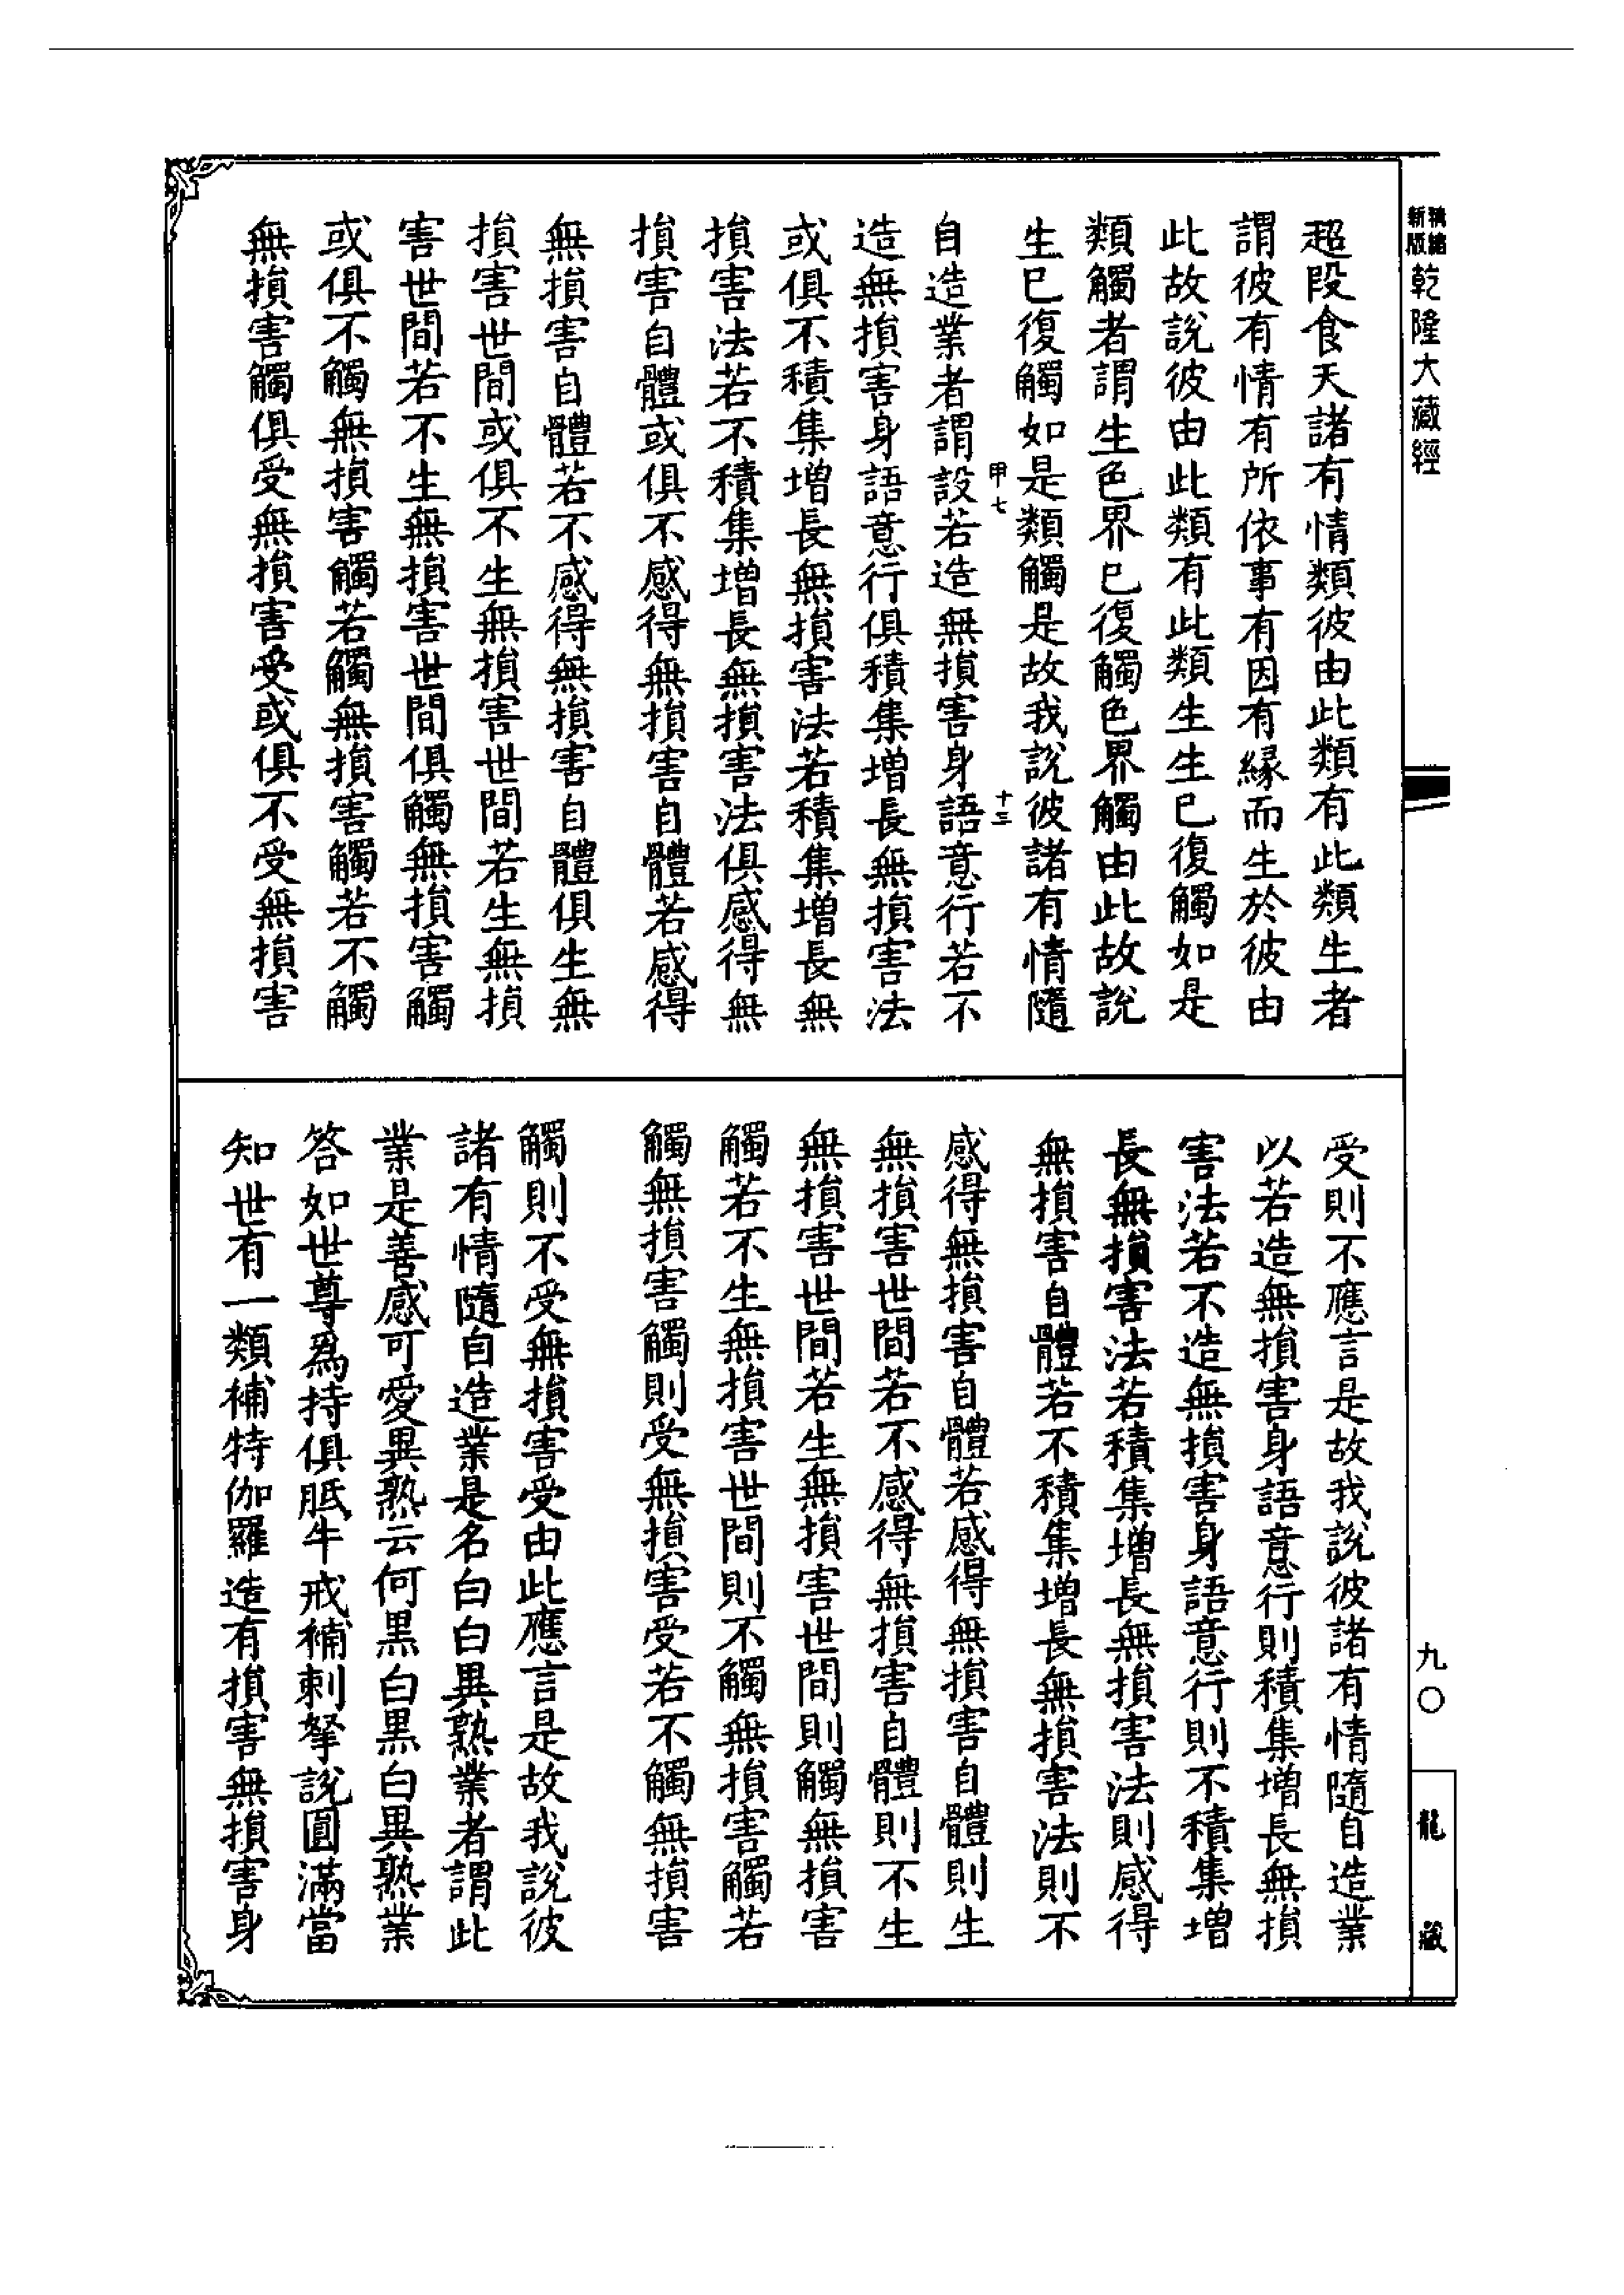 精縮新版
乾隆大藏經
超段食天諸有情類彼由此類有此類生者
謂彼有情有所依事有因有緣而生於彼由
此故說彼由此類有此類生生已復觸如是
類觸者謂生色界已復觸色界觸由此故說
生已復觸如是類觸是故我說彼諸有情隨
甲七
十三
自造業者謂設若造無損害身語意行若不
造無損害身語意行俱積集增長無損害法
或俱不積集增長無損害法若積集增長無
損害法若不積集增長無損害法俱感得無
損害自體或俱不感得無損害自體若感得
無損害自體若不感得無損害自體俱生無
損害世間或俱不生無損害世間若生無損
害世間若不生無損害世間俱觸無損害觸
或俱不觸無損害觸若觸無損害觸若不觸
無損害觸俱受無損害受或俱不受無損害
受則不應言是故我說彼諸有情隨自造業
以若造無損害身語意行則積集增長無損
害法若不造無損害身語意行則不積集增
長無損害法若積集增長無損害法則感得
無損害自體若不積集增長無損害法則不
感得無損害自體若感得無損害自體則生
無損害世間若不感得無損害自體則不生
無損害世間若生無損害世間則觸無損害
觸若不生無損害世間則不觸無損害觸若
觸無損害觸則受無損害受若不觸無損害
觸則不受無損害受由此應言是故我說彼
諸有情隨自造業是名白白異熟業者謂此
業是善感可愛異熟云何黑白黑白異熟業
答如世尊為持俱胝牛戒補剌拏說圓滿當
知世有一類補特伽羅造有損害無損害身
九〇
龍藏